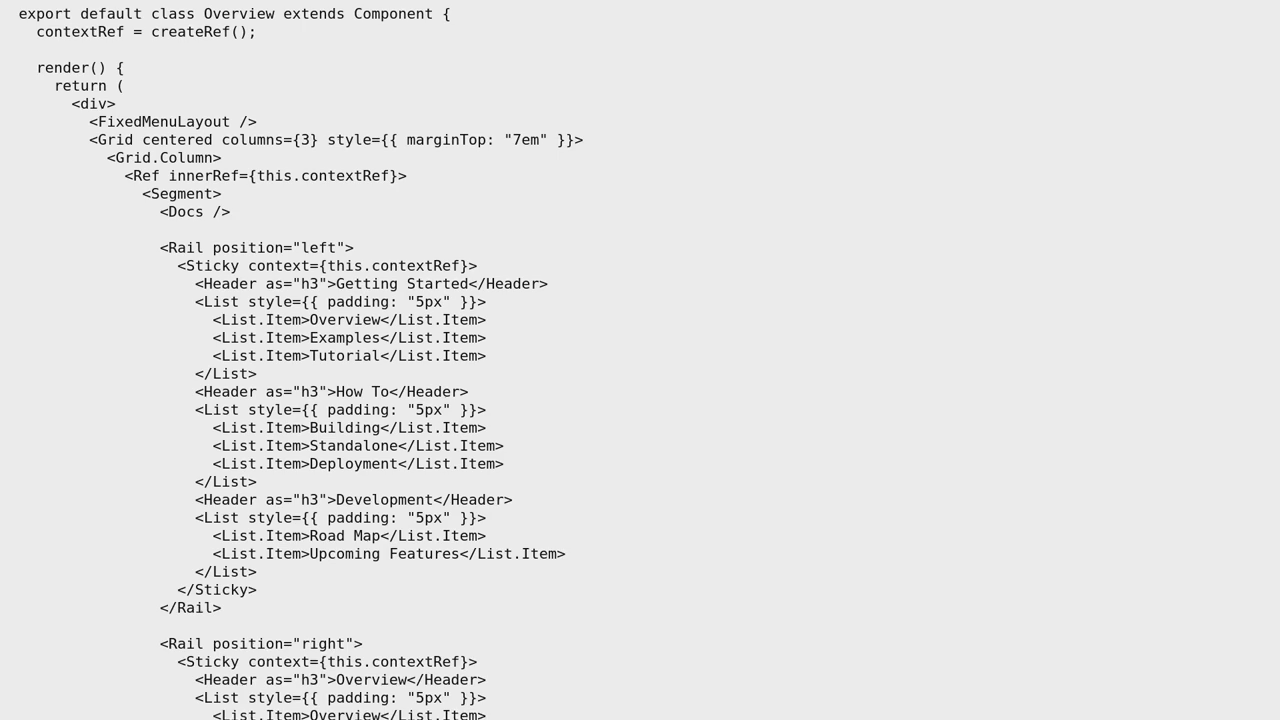 export default class Overview extends Component {
  contextRef = createRef();

  render() {
    return (
      <div>
        <FixedMenuLayout />
        <Grid centered columns={3} style={{ marginTop: "7em" }}>
          <Grid.Column>
            <Ref innerRef={this.contextRef}>
              <Segment>
                <Docs />

                <Rail position="left">
                  <Sticky context={this.contextRef}>
                    <Header as="h3">Getting Started</Header>
                    <List style={{ padding: "5px" }}>
                      <List.Item>Overview</List.Item>
                      <List.Item>Examples</List.Item>
                      <List.Item>Tutorial</List.Item>
                    </List>
                    <Header as="h3">How To</Header>
                    <List style={{ padding: "5px" }}>
                      <List.Item>Building</List.Item>
                      <List.Item>Standalone</List.Item>
                      <List.Item>Deployment</List.Item>
                    </List>
                    <Header as="h3">Development</Header>
                    <List style={{ padding: "5px" }}>
                      <List.Item>Road Map</List.Item>
                      <List.Item>Upcoming Features</List.Item>
                    </List>
                  </Sticky>
                </Rail>

                <Rail position="right">
                  <Sticky context={this.contextRef}>
                    <Header as="h3">Overview</Header>
                    <List style={{ padding: "5px" }}>
                      <List.Item>Overview</List.Item>